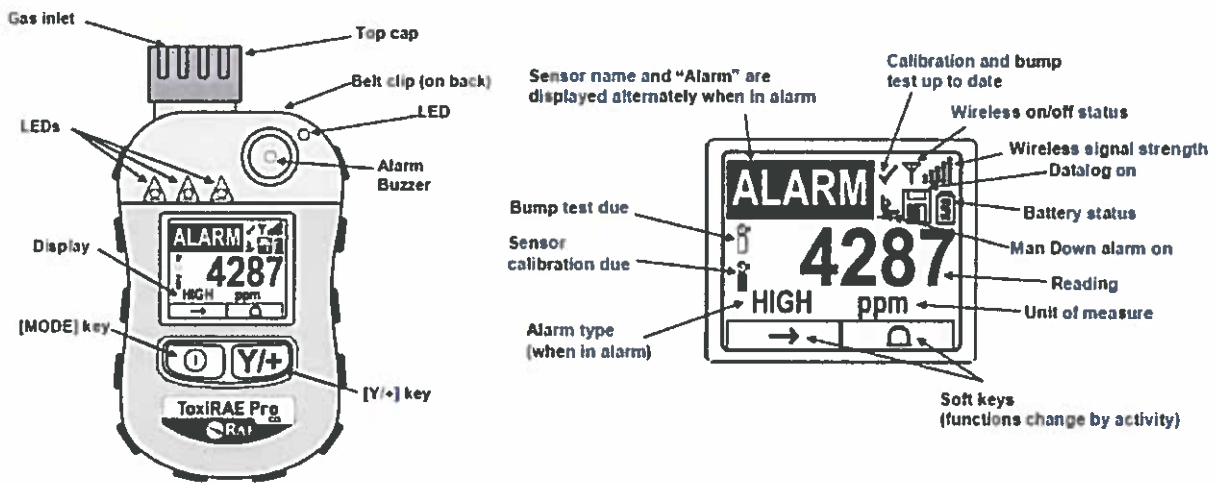 Gas inlet
Top cap
Belt clip (on back)
LED
LEDs
Alarm
Buzzer
Display
ALARM
4287
HIGH ppm
[MODE] key
Y/+
[Y/+] key
ToxiRAE Pro
RAE
Sensor name and “Alarm” are
displayed alternately when in alarm
Calibration and bump
test up to date
Wireless on/off status
Wireless signal strength
Datalog on
Battery status
Man Down alarm on
Bump test due
Sensor
calibration due
ALARM
4287
HIGH ppm
Reading
Unit of measure
Alarm type
(when in alarm)
Soft keys
(functions change by activity)